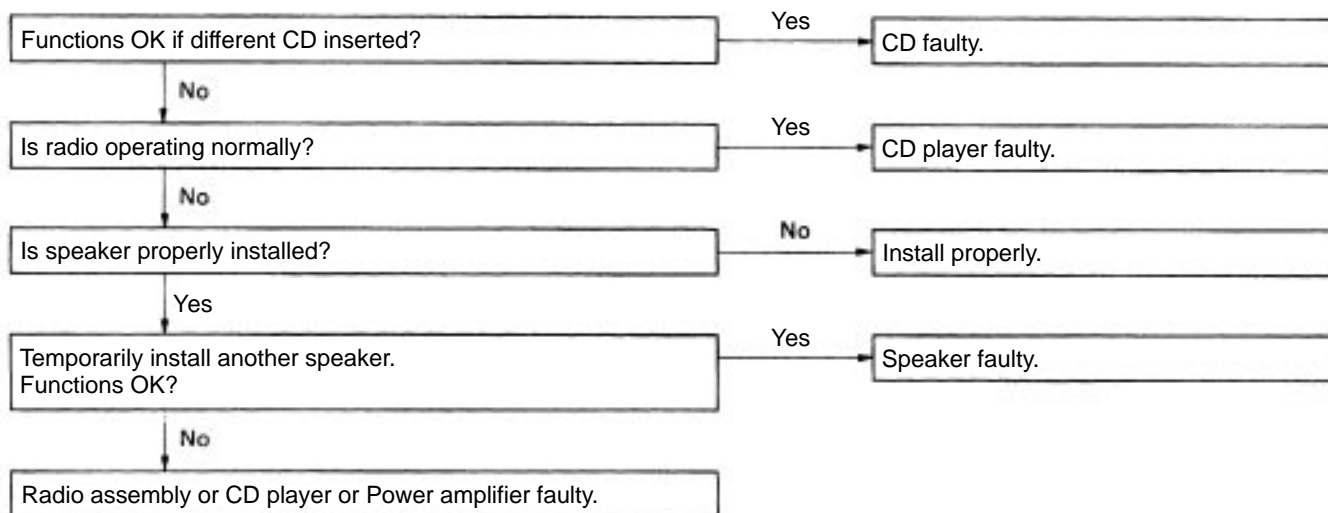 Functions OK if different CD inserted?
Yes
CD faulty.
No
Is radio operating normally?
Yes
CD player faulty.
No
Is speaker properly installed?
No
Install properly.
Yes
Temporarily install another speaker.
Functions OK?
Yes
Speaker faulty.
No
Radio assembly or CD player or Power amplifier faulty.